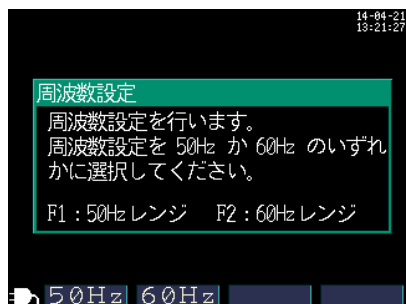 14-04-21
13:21:27
周波数設定
周波数設定を行います。
周波数設定を 50Hz か 60Hz のいずれ
かに選択してください。
F1：50Hzレンジ F2：60Hzレンジ
50Hz 60Hz